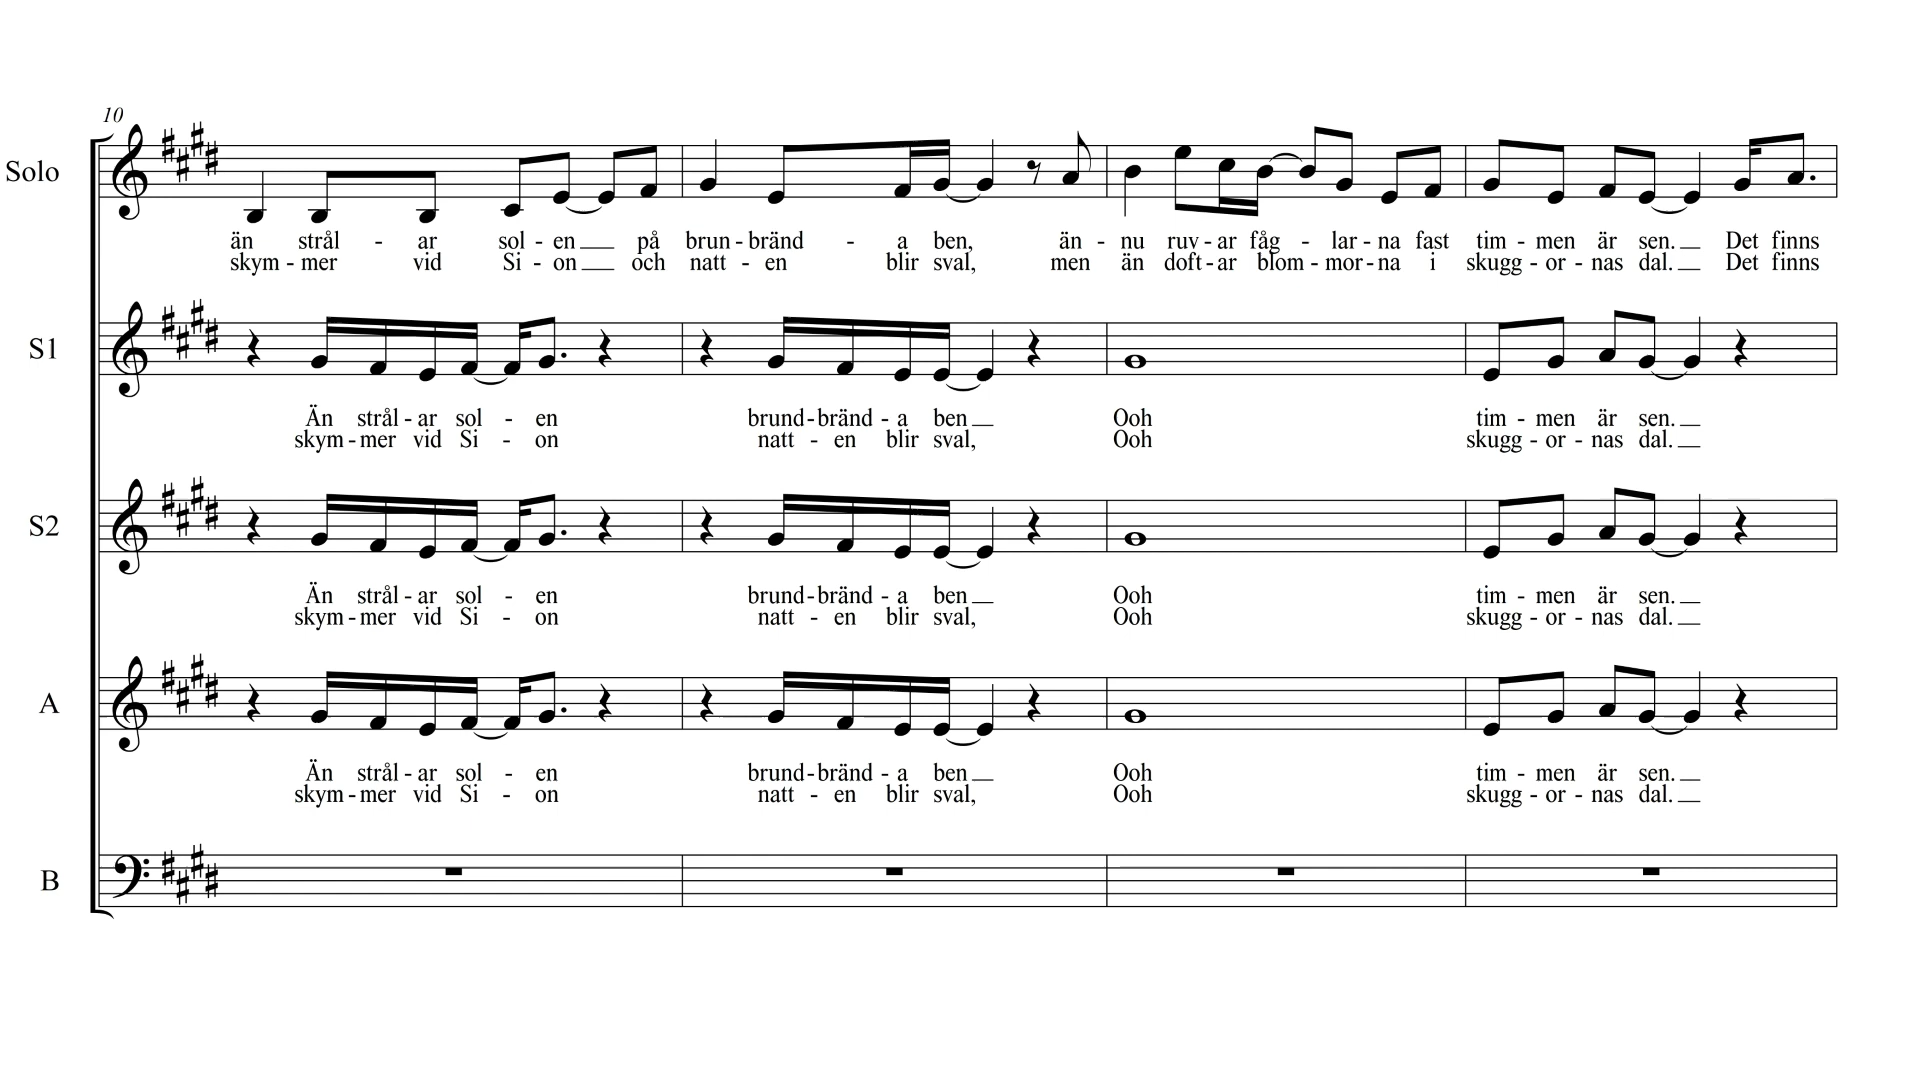 10
Solo
än strål - ar sol - en på brun - bränd - a ben, än - nu ruv - ar fåg - lar - na fast tim - men är sen. Det finns
skym - mer vid Si - on och natt - en blir sval, men än doft - ar blom - mor - na i skugg - or - nas dal. Det finns
S1
Än strål - ar sol - en brund - bränd - a ben Ooh tim - men är sen.
skym - mer vid Si - on natt - en blir sval, Ooh skugg - or - nas dal.
S2
Än strål - ar sol - en brund - bränd - a ben Ooh tim - men är sen.
skym - mer vid Si - on natt - en blir sval, Ooh skugg - or - nas dal.
A
Än strål - ar sol - en brund - bränd - a ben Ooh tim - men är sen.
skym - mer vid Si - on natt - en blir sval, Ooh skugg - or - nas dal.
B